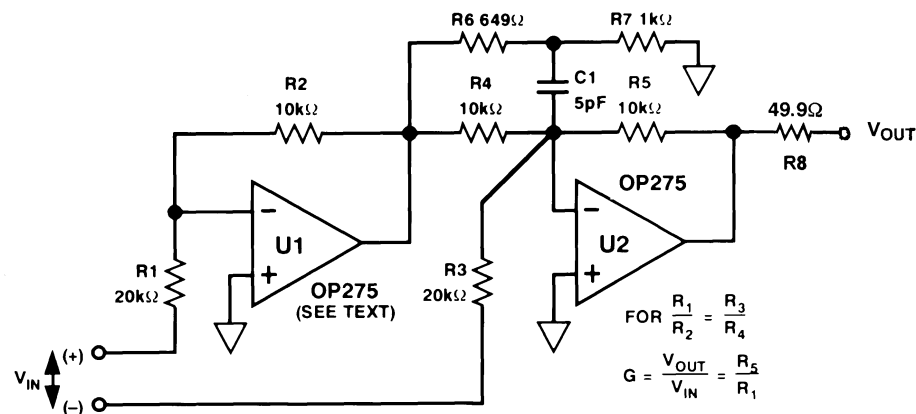 R6 649Ω
R7 1kΩ
R2
10kΩ
R4
10kΩ
C1
5pF
R5
10kΩ
49.9Ω
R8
VOUT
OP275
−
U1
+
OP275
(SEE TEXT)
−
U2
+
R1
20kΩ
R3
20kΩ
VIN
(+)
(−)
FOR R1/R2 = R3/R4
G = VOUT/VIN = R5/R1